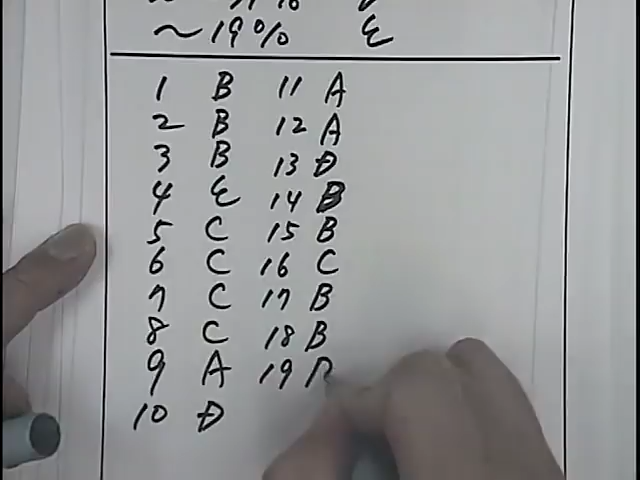 ~19% E
1 B 11 A
2 B 12 A
3 B 13 D
4 E 14 B
5 C 15 B
6 C 16 C
7 C 17 B
8 C 18 B
9 A 19
10 D